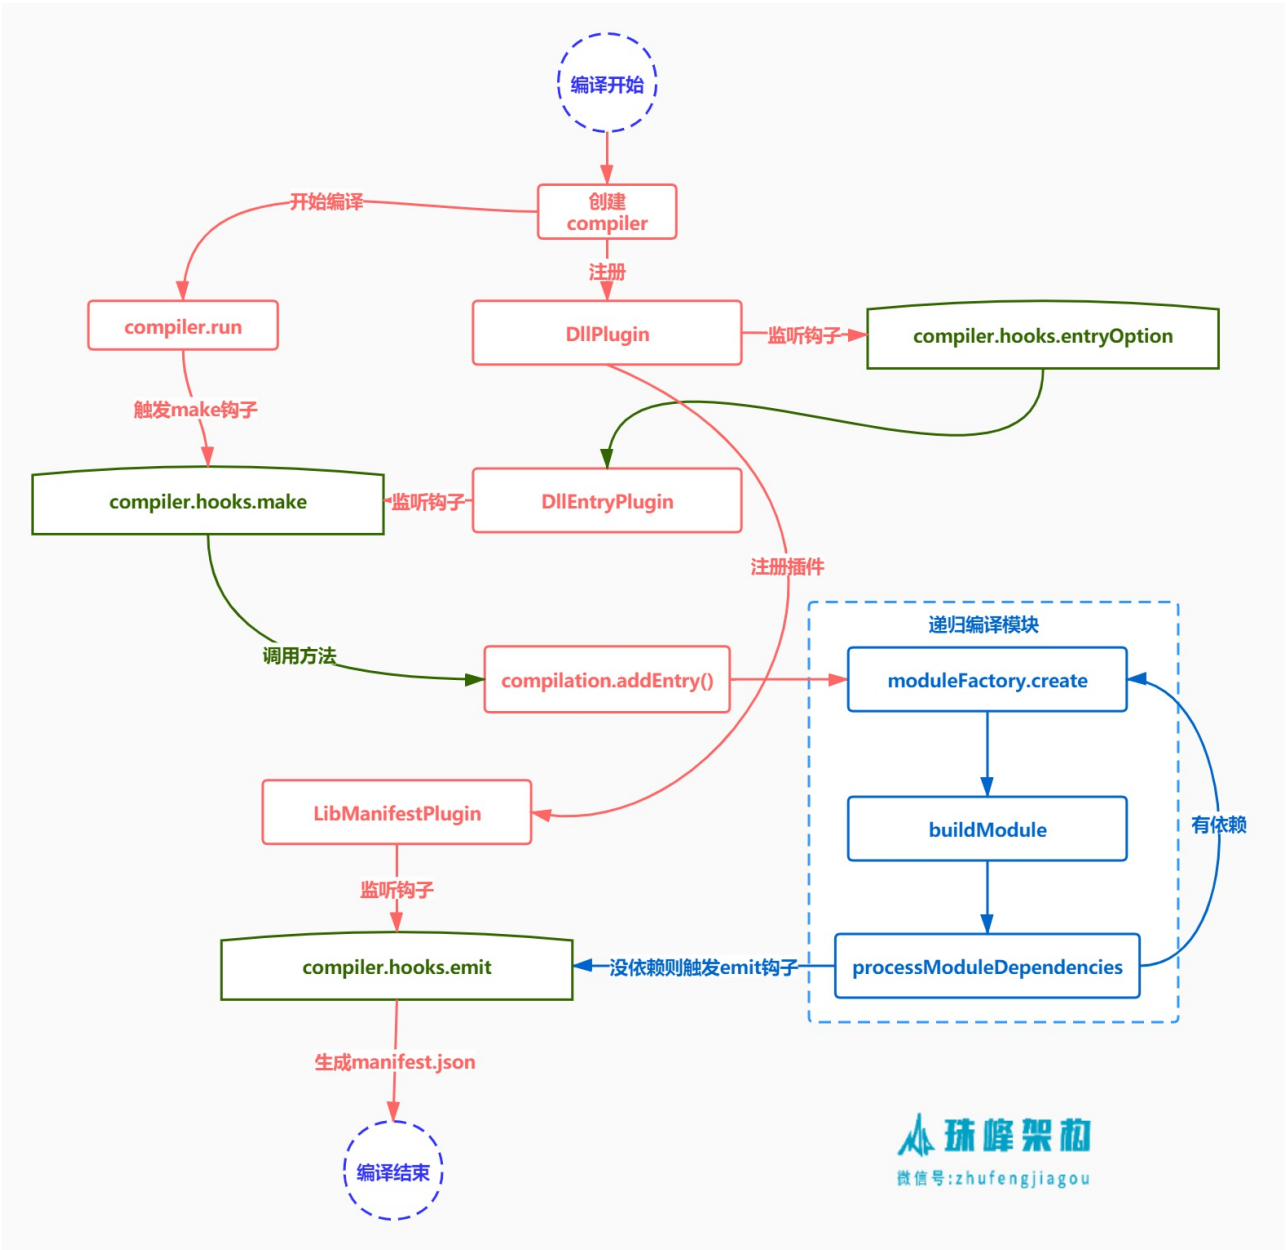 编译开始
创建
compiler
开始编译
注册
compiler.run
DllPlugin
监听钩子
compiler.hooks.entryOption
触发make钩子
compiler.hooks.make
监听钩子
DllEntryPlugin
注册插件
递归编译模块
调用方法
compilation.addEntry()
moduleFactory.create
LibManifestPlugin
buildModule
有依赖
监听钩子
compiler.hooks.emit
没依赖则触发emit钩子
processModuleDependencies
生成manifest.json
编译结束
珠峰架构
微信号:zhufengjiagou